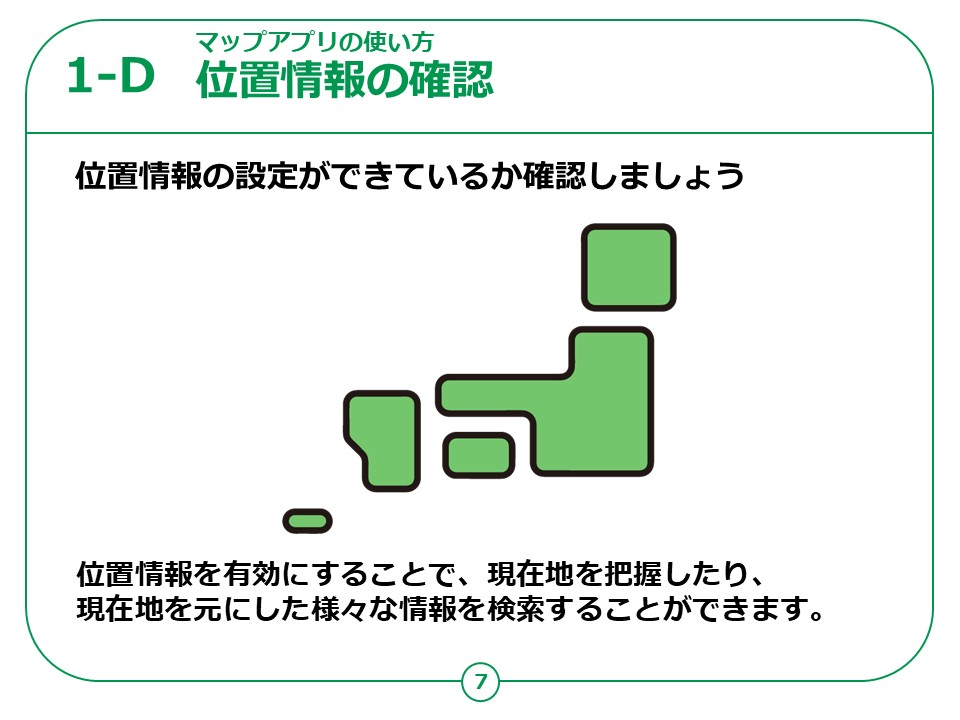 マップアプリの使い方
1-D 位置情報の確認
位置情報の設定ができているか確認しましょう
位置情報を有効にすることで、現在地を把握したり、
現在地を元にした様々な情報を検索することができます。
7